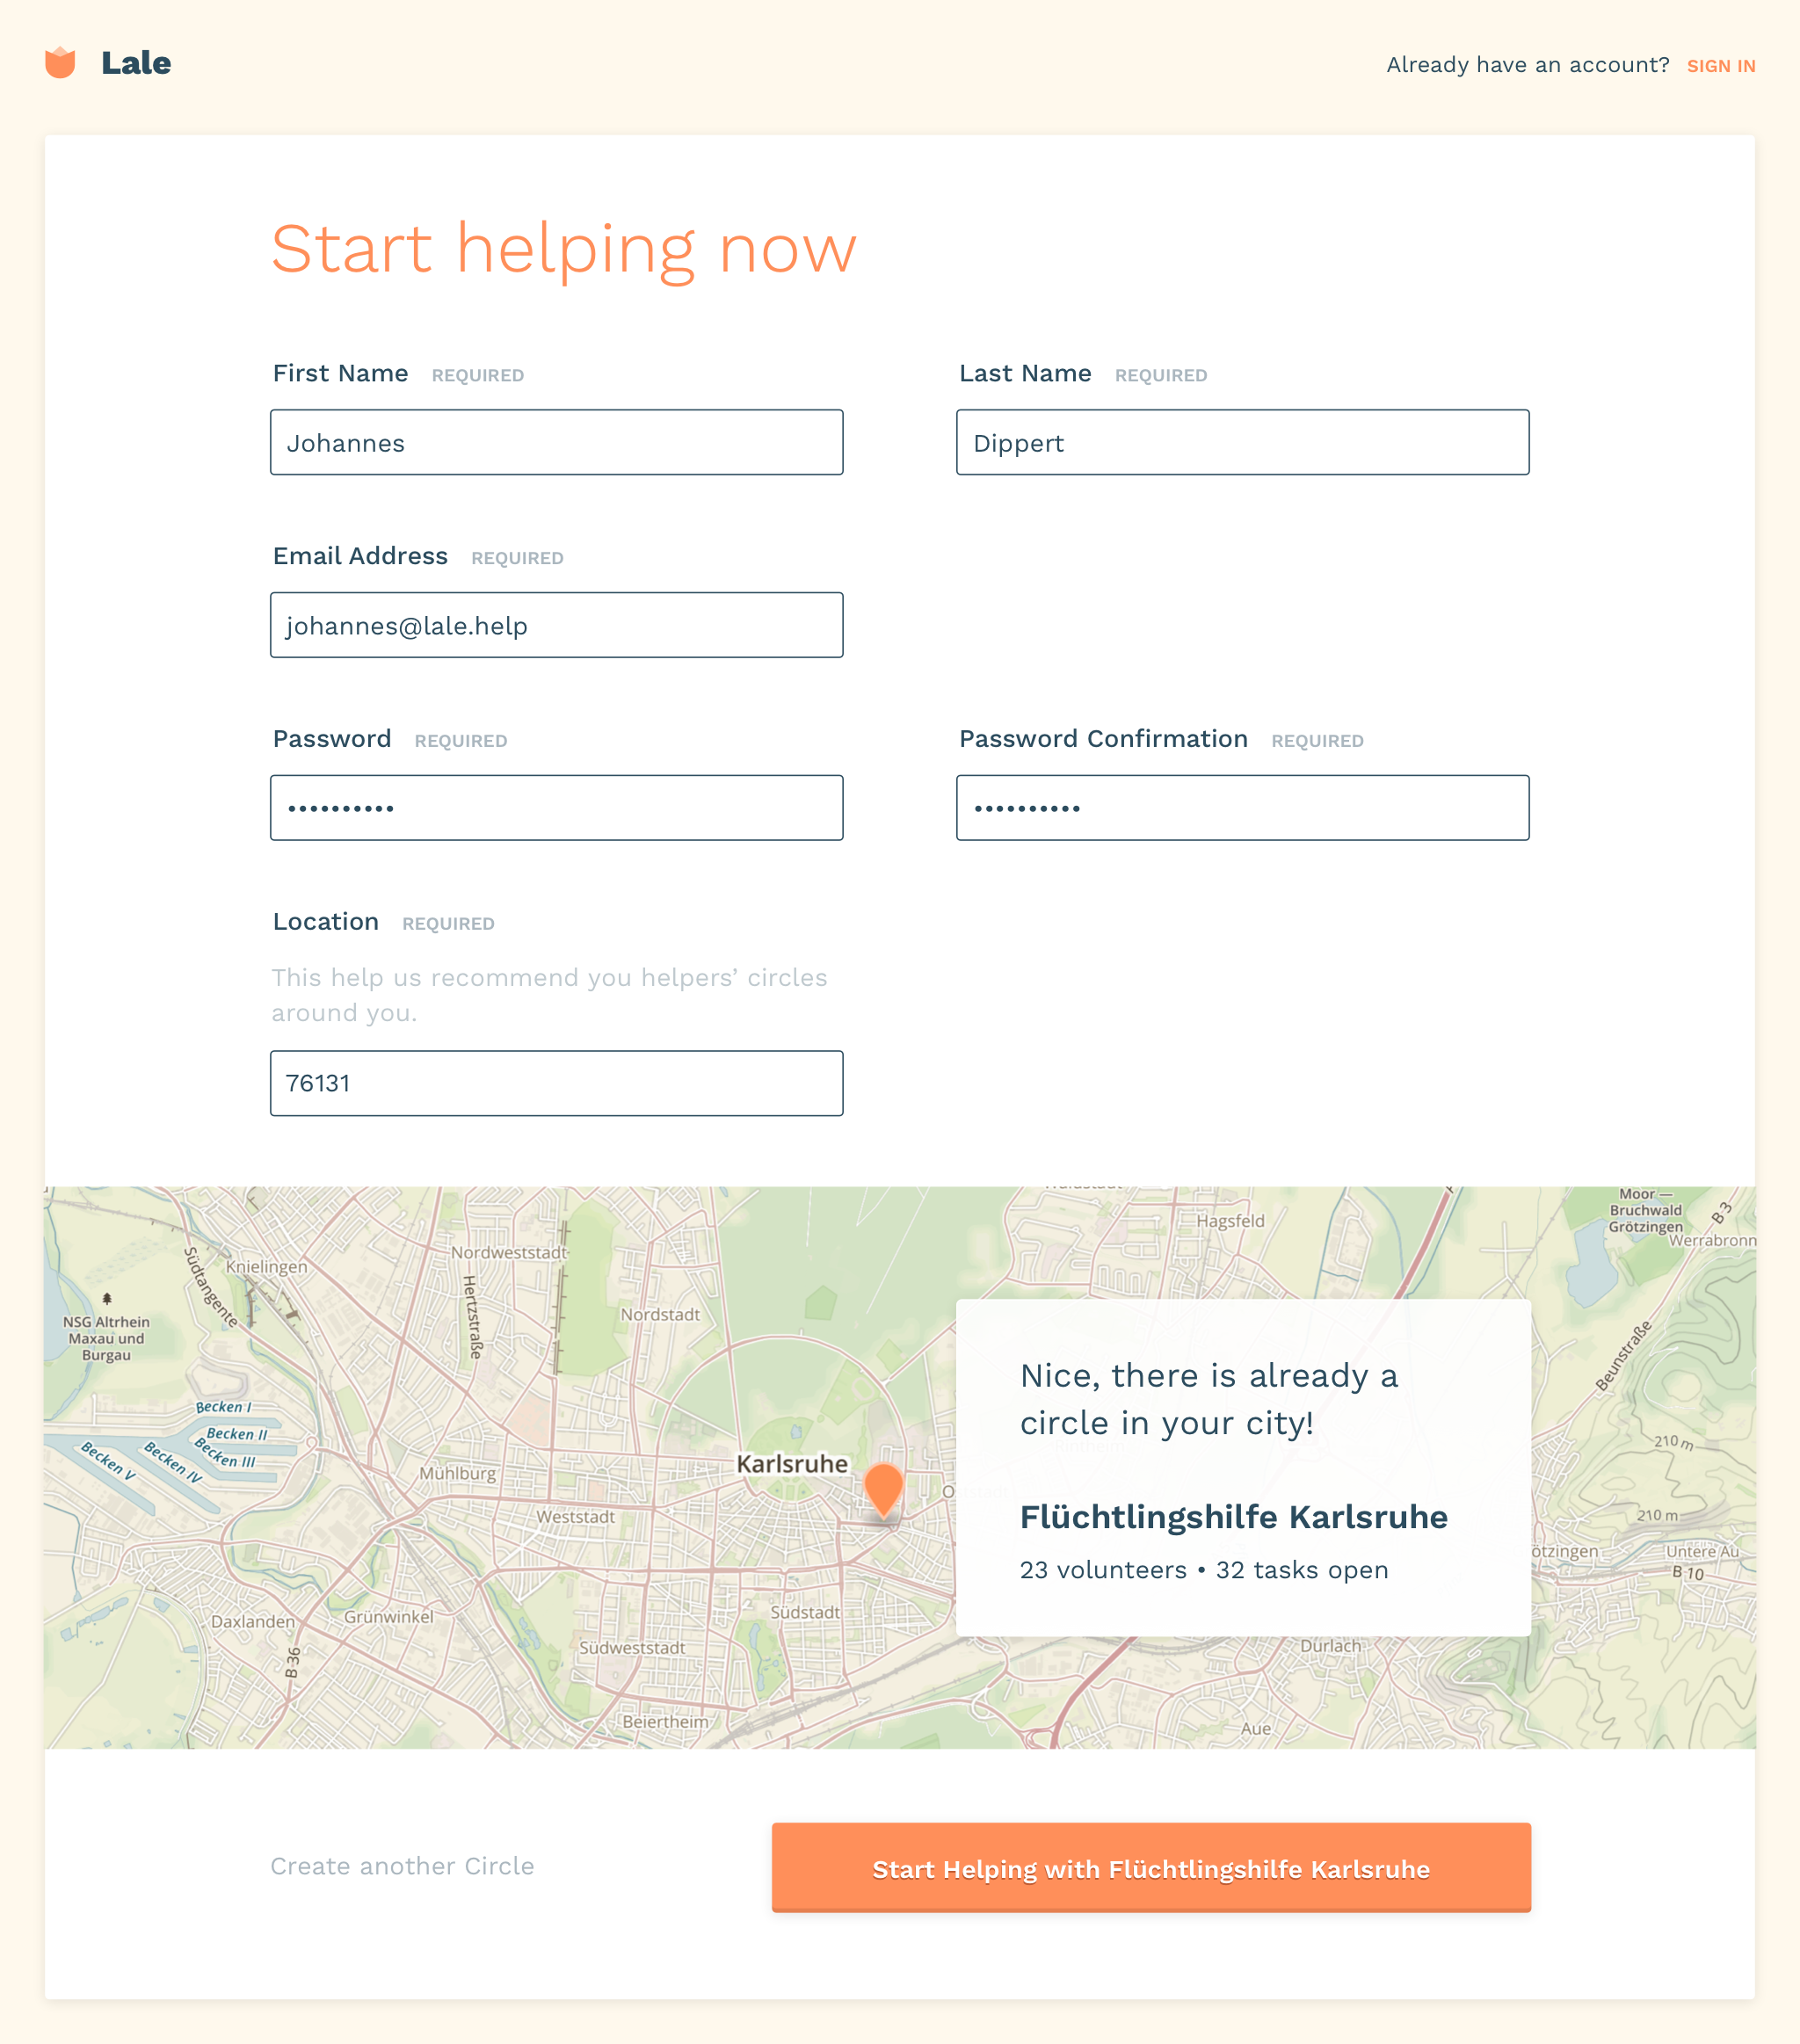 Lale
Already have an account? SIGN IN
Start helping now
First Name REQUIRED
Last Name REQUIRED
Johannes
Dippert
Email Address REQUIRED
johannes@lale.help
Password REQUIRED
Password Confirmation REQUIRED
••••••••••
••••••••••
Location REQUIRED
This help us recommend you helpers’ circles
around you.
76131
Waldstadt
Moor —
Bruchwald
Grötzingen
B 3
Hagsfeld
Werrabronn
Nordweststadt
Knielingen
Südtangente
Hertzstraße
Nordstadt
NSG Altrhein
Maxau und
Burgau
Beunstraße
Nice, there is already a
circle in your city!
Becken I
Becken II
Becken III
Becken IV
Becken V
Karlsruhe
Mühlburg
Weststadt
210 m
210 m
Flüchtlingshilfe Karlsruhe
23 volunteers • 32 tasks open
ötzingen
Untere Au
B 10
Daxlanden
Grünwinkel
Südstadt
Südweststadt
B 36
Durlach
Beiertheim
Aue
Create another Circle
Start Helping with Flüchtlingshilfe Karlsruhe